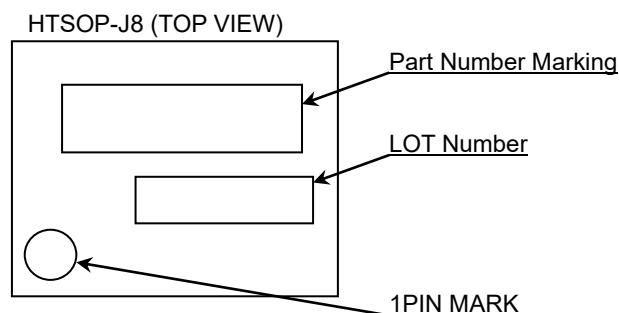 HTSOP-J8 (TOP VIEW)
Part Number Marking
LOT Number
1PIN MARK